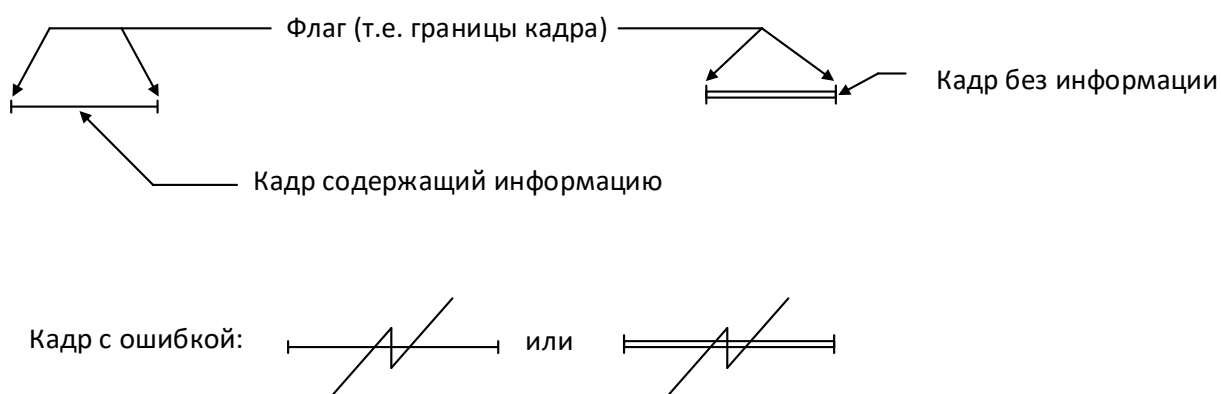 Флаг (т.е. границы кадра)
Кадр без информации
Кадр содержащий информацию
Кадр с ошибкой:
или